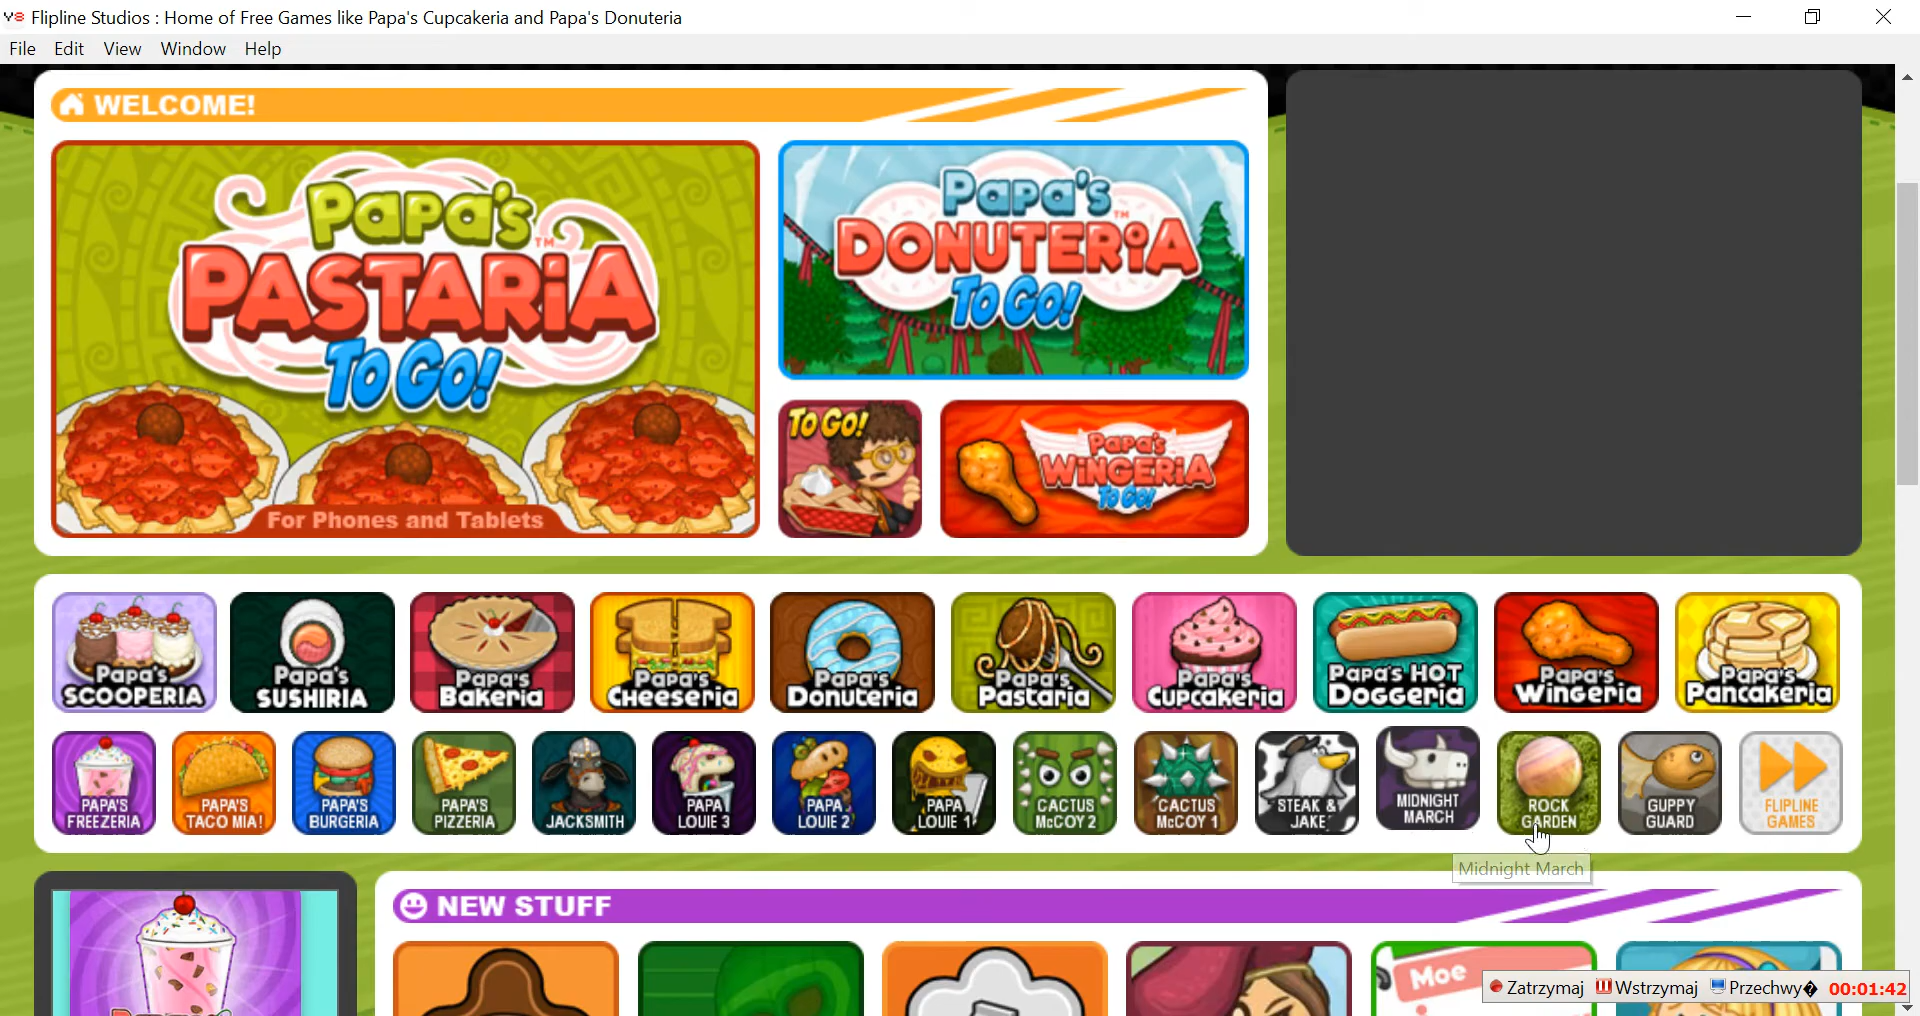 Flipline Studios : Home of Free Games like Papa's Cupcakeria and Papa's Donuteria
File Edit View Window Help
WELCOME!
Papa's
PASTARIA
TO GO!
For Phones and Tablets
Papa's
DONUTERIA
TO GO!
TO GO!
Papa's
WINGERIA
TO GO!
Papa's
SCOOPERIA
Papa's
SUSHIRIA
Papa's
Bakeria
Papa's
Cheeseria
Papa's
Donuteria
Papa's
Pastaria
Papa's
Cupcakeria
Papa's HOT
Doggeria
Papa's
Wingeria
Papa's
Pancakeria
PAPA'S
FREEZERIA
PAPA'S
TACO MIA!
PAPA'S
BURGERIA
PAPA'S
PIZZERIA
JACKSMITH
PAPA
LOUIE 3
PAPA
LOUIE 2
PAPA
LOUIE 1
CACTUS
McCOY 2
CACTUS
McCOY 1
STEAK &
JAKE
MIDNIGHT
MARCH
ROCK
GARDEN
GUPPY
GUARD
FLIPLINE
GAMES
Midnight March
NEW STUFF
Moe
Zatrzymaj Wstrzymaj Przechwy� 00:01:42